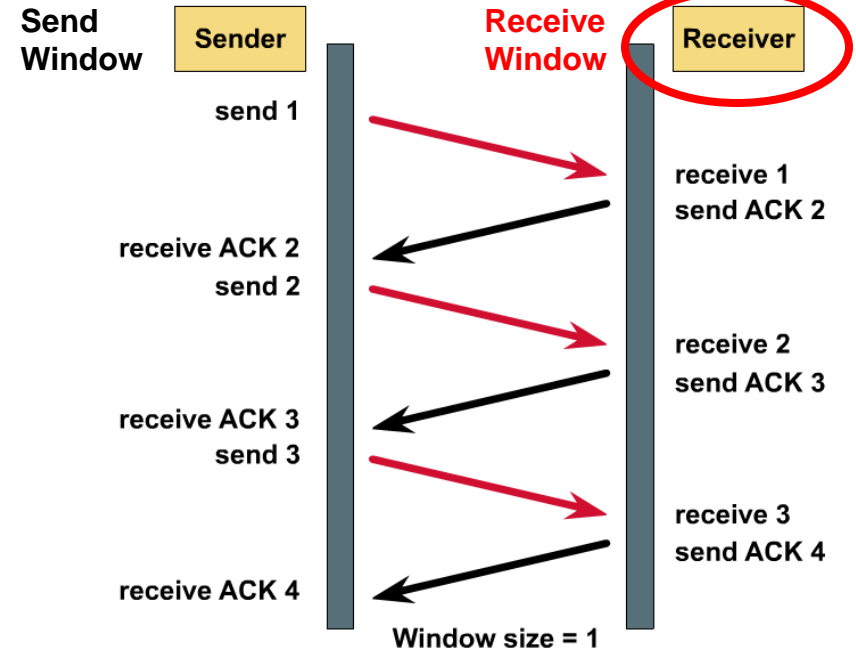 Send
Window
Sender
Receive
Window
Receiver
send 1
receive 1
send ACK 2
receive ACK 2
send 2
receive 2
send ACK 3
receive ACK 3
send 3
receive 3
send ACK 4
receive ACK 4
Window size = 1